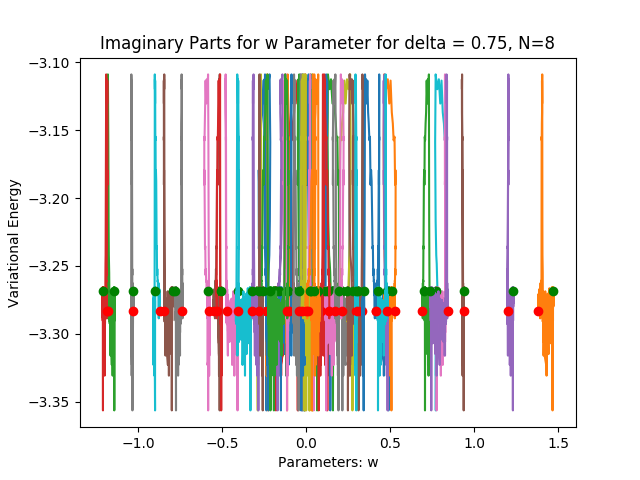 Imaginary Parts for w Parameter for delta = 0.75, N=8
−3.10
−3.15
−3.20
−3.25
−3.30
−3.35
Variational Energy
−1.0 −0.5 0.0 0.5 1.0 1.5
Parameters: w